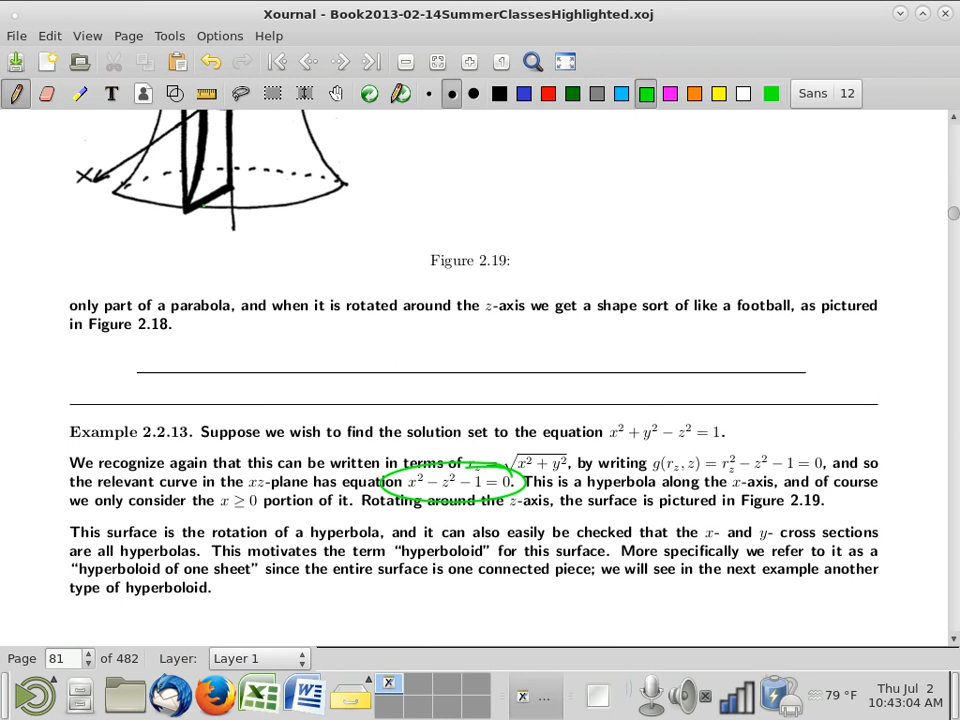 Xournal - Book2013-02-14SummerClassesHighlighted.xoj
File Edit View Page Tools Options Help
T
Sans 12
x
Figure 2.19:
only part of a parabola, and when it is rotated around the z-axis we get a shape sort of like a football, as pictured
in Figure 2.18.
Example 2.2.13. Suppose we wish to find the solution set to the equation x² + y² − z² = 1.
We recognize again that this can be written in terms of r_z = √(x² + y²), by writing g(r_z, z) = r_z² − z² − 1 = 0, and so
the relevant curve in the xz-plane has equation x² − z² − 1 = 0. This is a hyperbola along the x-axis, and of course
we only consider the x ≥ 0 portion of it. Rotating around the z-axis, the surface is pictured in Figure 2.19.
This surface is the rotation of a hyperbola, and it can also easily be checked that the x- and y- cross sections
are all hyperbolas. This motivates the term “hyperboloid” for this surface. More specifically we refer to it as a
“hyperboloid of one sheet” since the entire surface is one connected piece; we will see in the next example another
type of hyperboloid.
Page 81 of 482 Layer: Layer 1
... 79 °F Thu Jul 2
10:43:04 AM